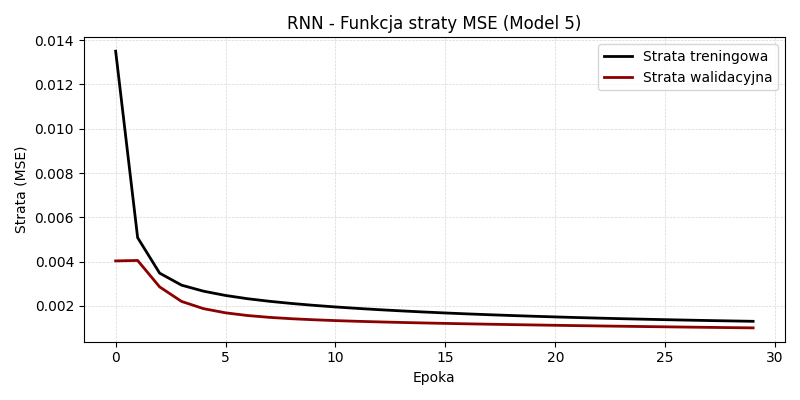 RNN - Funkcja straty MSE (Model 5)
Strata treningowa
Strata walidacyjna
Strata (MSE)
0.014
0.012
0.010
0.008
0.006
0.004
0.002
0 5 10 15 20 25 30
Epoka